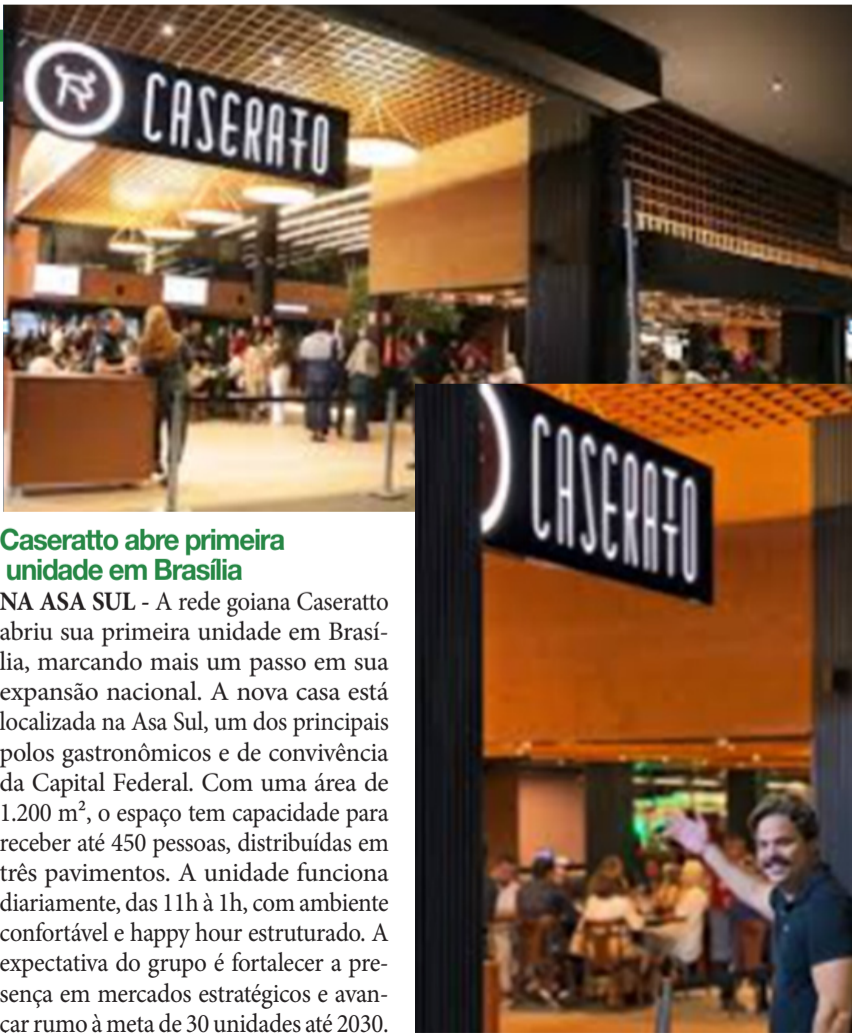 CASERATO
CASERATO
Caseratto abre primeira
unidade em Brasília
NA ASA SUL - A rede goiana Caseratto
abriu sua primeira unidade em Brasí-
lia, marcando mais um passo em sua
expansão nacional. A nova casa está
localizada na Asa Sul, um dos principais
polos gastronômicos e de convivência
da Capital Federal. Com uma área de
1.200 m², o espaço tem capacidade para
receber até 450 pessoas, distribuídas em
três pavimentos. A unidade funciona
diariamente, das 11h à 1h, com ambiente
confortável e happy hour estruturado. A
expectativa do grupo é fortalecer a pre-
sença em mercados estratégicos e avan-
çar rumo à meta de 30 unidades até 2030.